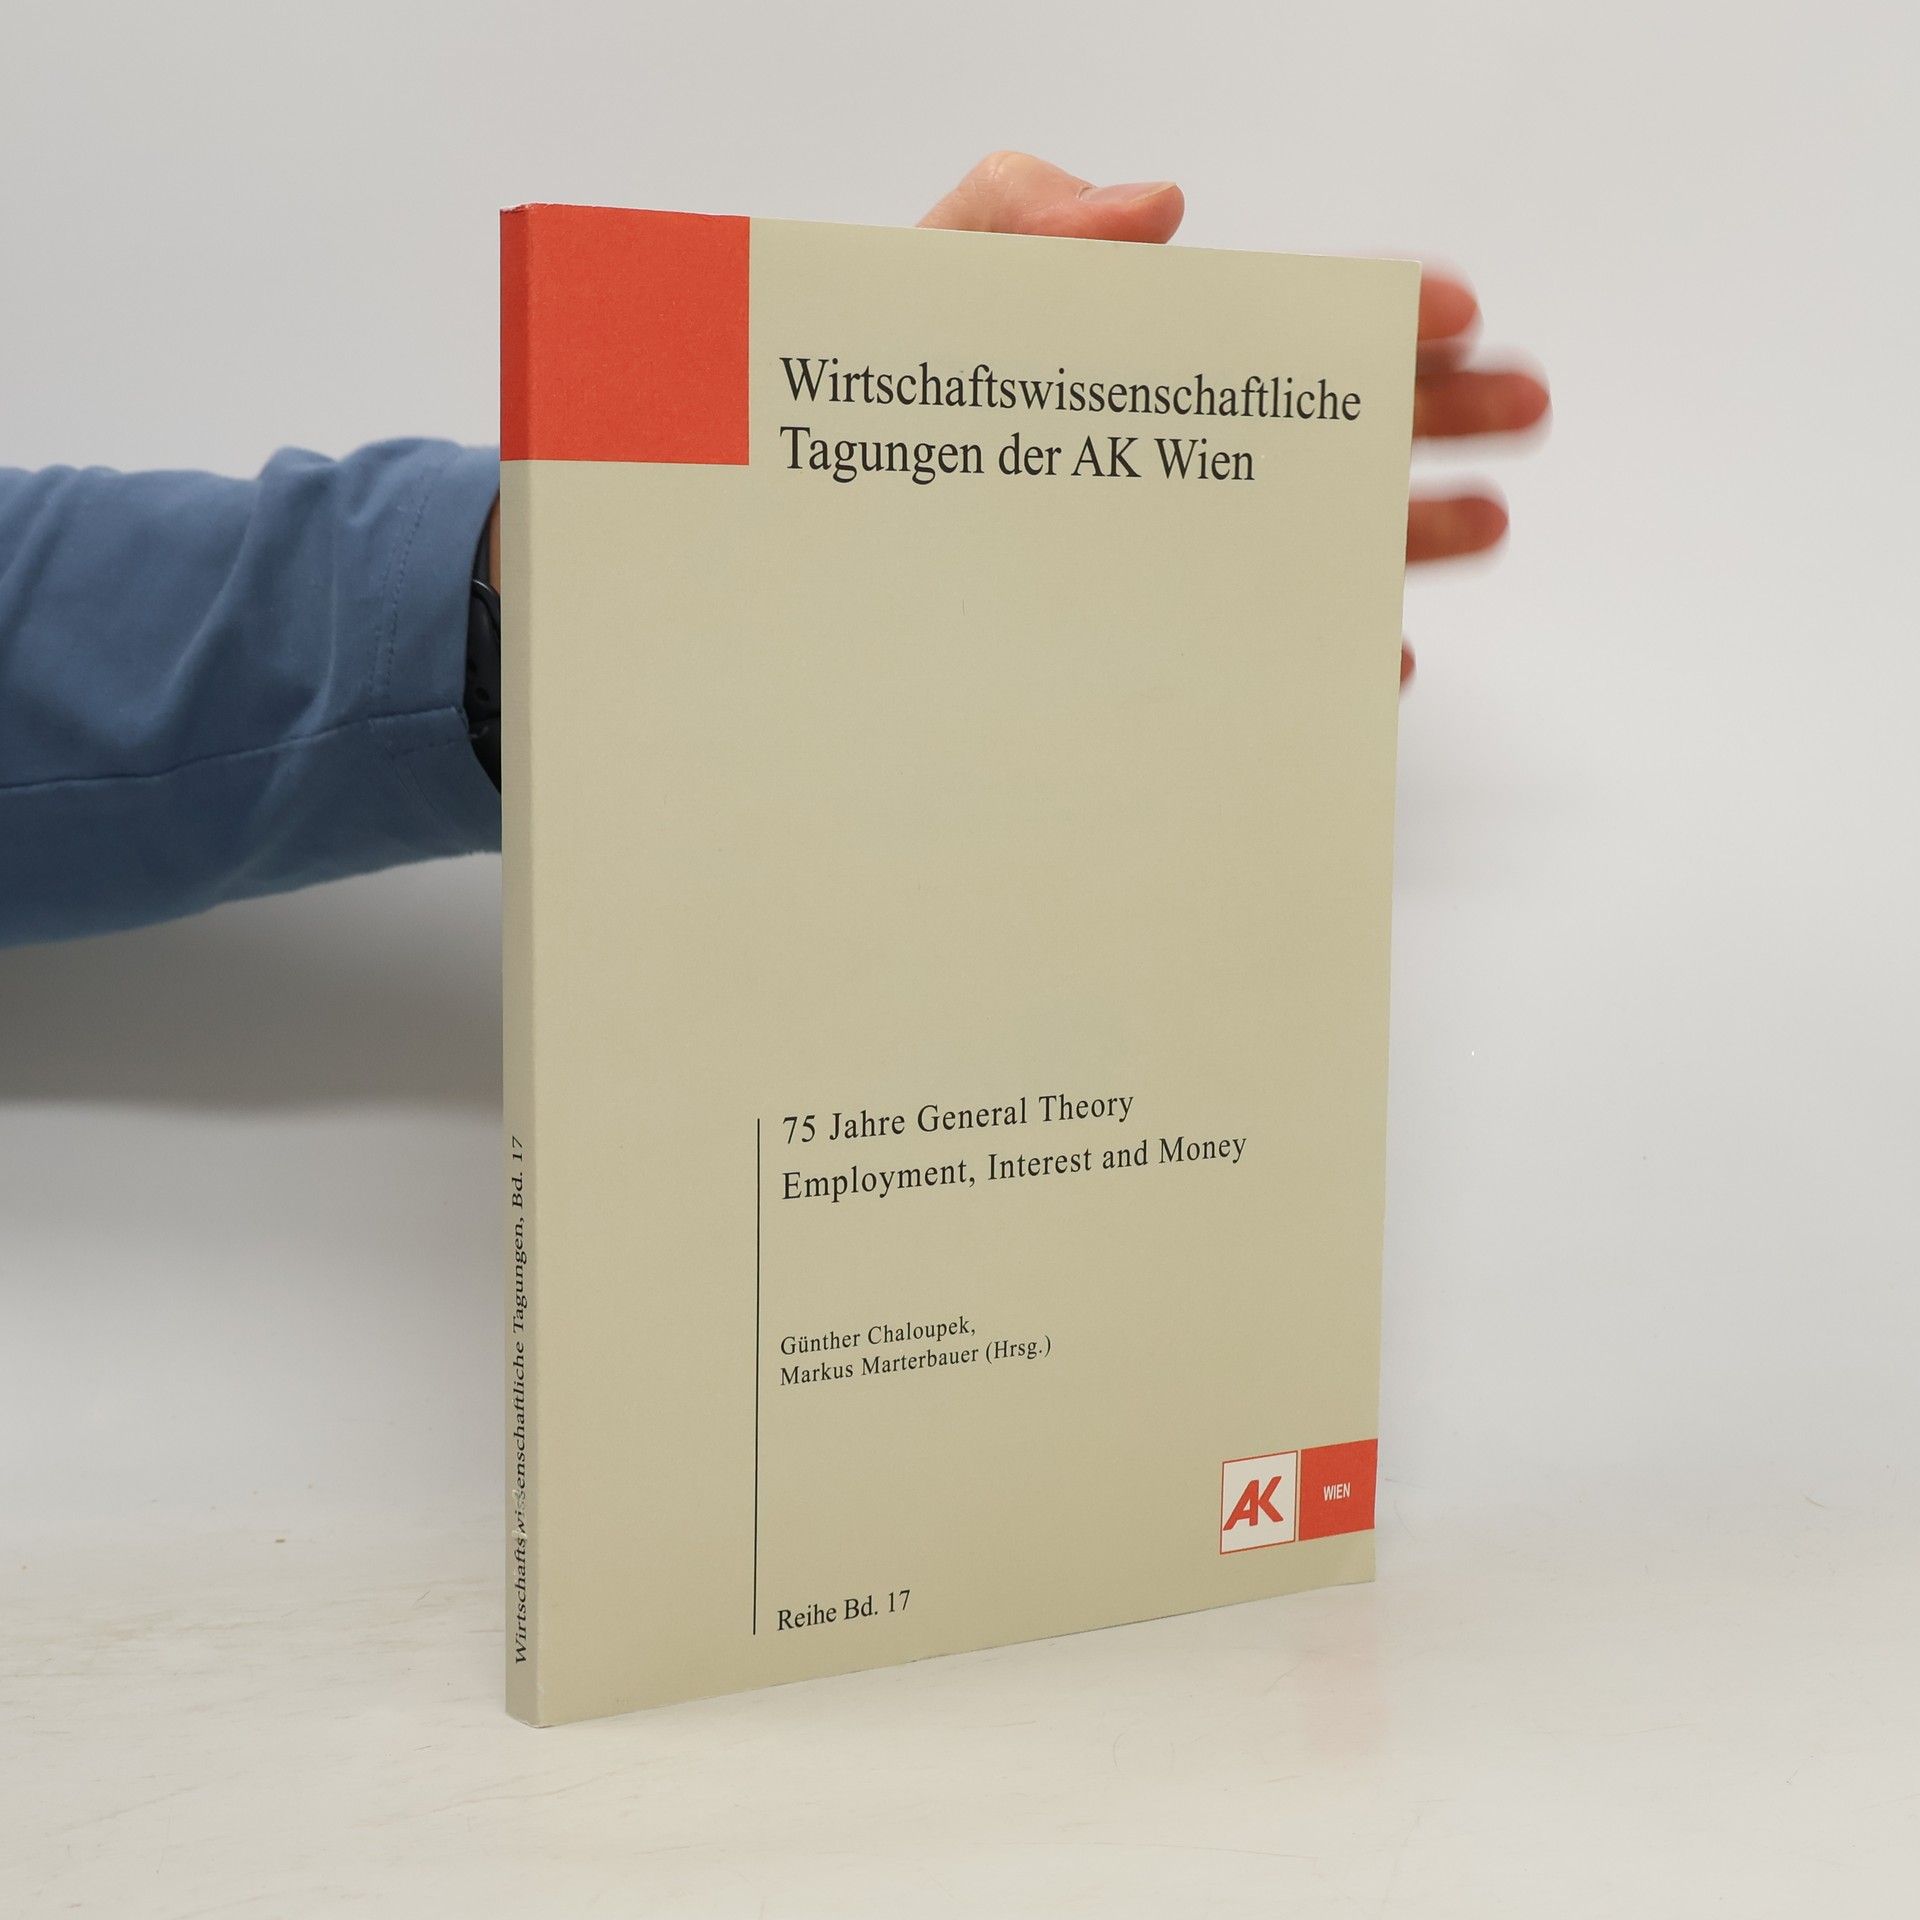 Wirtschaftswissenschaftliche
Tagungen der AK Wien
75 Jahre General Theory
Employment, Interest and Money
Günther Chaloupek,
Markus Marterbauer (Hrsg.)
AK WIEN
Reihe Bd. 17
Wirtschaftswissenschaftliche Tagungen, Bd. 17